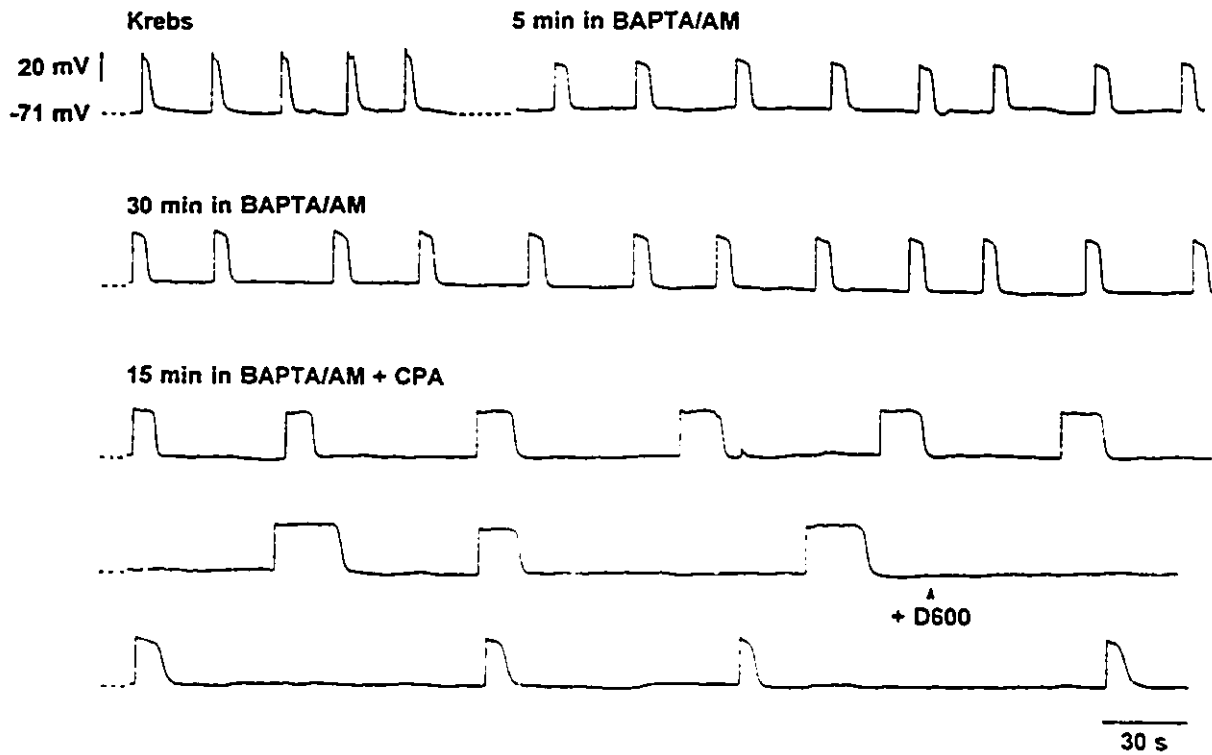 Krebs
5 min in BAPTA/AM
20 mV
-71 mV
30 min in BAPTA/AM
15 min in BAPTA/AM + CPA
+ D600
30 s